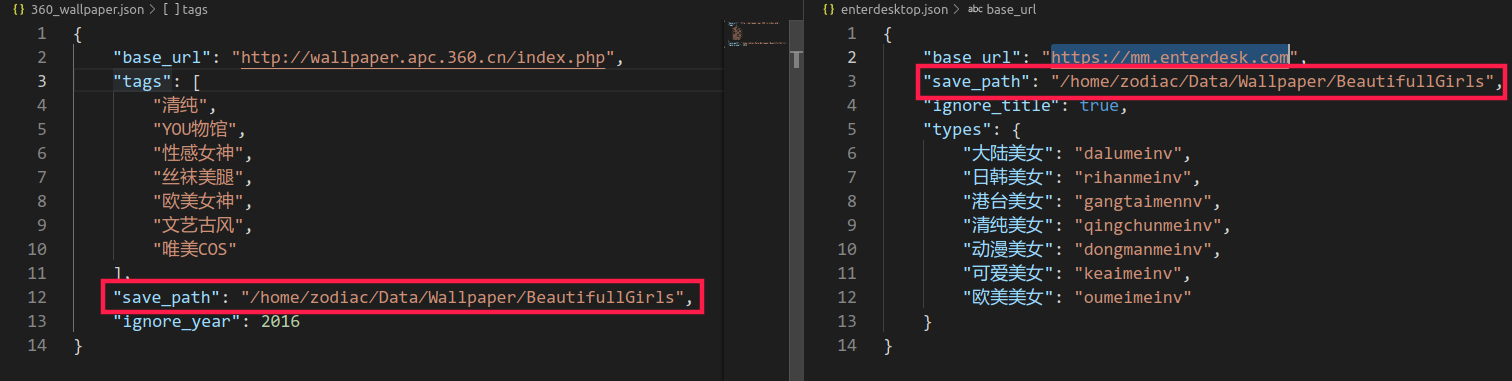 360_wallpaper.json > [ ] tags
1 {
2 "base_url": "http://wallpaper.apc.360.cn/index.php",
3 "tags": [
4 "清纯",
5 "YOU物馆",
6 "性感女神",
7 "丝袜美腿",
8 "欧美女神",
9 "文艺古风",
10 "唯美COS"
11 ],
12 "save_path": "/home/zodiac/Data/Wallpaper/BeautifullGirls",
13 "ignore_year": 2016
14 }
enterdesktop.json > abc base_url
1 {
2 "base_url": "https://mm.enterdesk.com",
3 "save_path": "/home/zodiac/Data/Wallpaper/BeautifullGirls",
4 "ignore_title": true,
5 "types": {
6 "大陆美女": "dalumeinv",
7 "日韩美女": "rihanmeinv",
8 "港台美女": "gangtaimennv",
9 "清纯美女": "qingchunmeinv",
10 "动漫美女": "dongmanmeinv",
11 "可爱美女": "keaimeinv",
12 "欧美美女": "oumeimeinv"
13 }
14 }